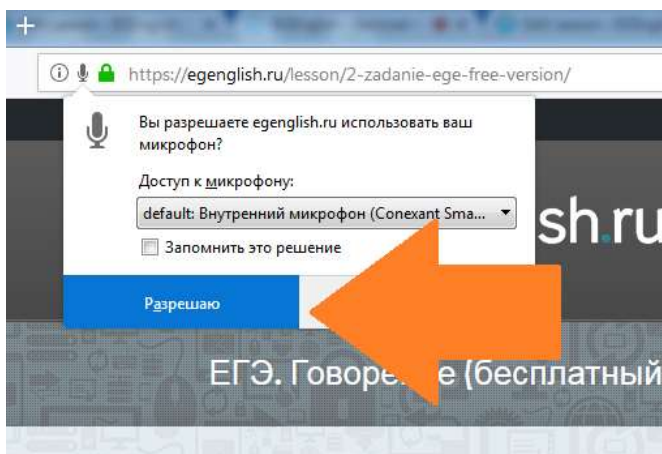 https://egenglish.ru/lesson/2-zadanie-ege-free-version/
Вы разрешаете egenglish.ru использовать ваш
микрофон?
Доступ к микрофону:
default: Внутренний микрофон (Conexant Sma...
sh.ru
Запомнить это решение
Разрешаю
ЕГЭ. Гово е (бесплатный